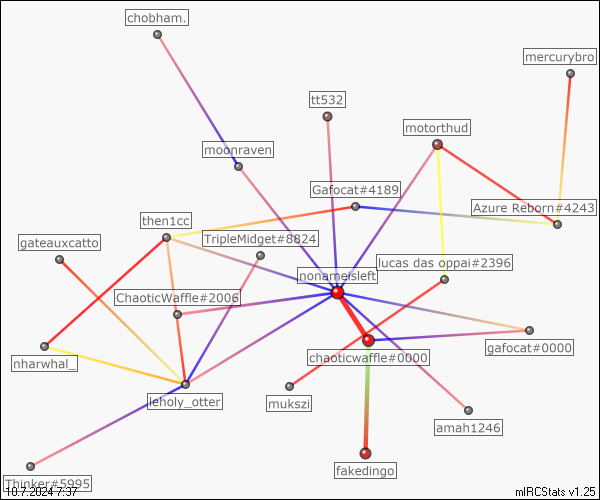 chobham.
mercurybro
tt532
motorthud
moonraven
Gafocat#4189
Azure Reborn#4243
then1cc
TripleMidget#8824
gateauxcatto
lucas das oppai#2396
nonameisleft
ChaoticWaffle#2006
gafocat#0000
chaoticwaffle#0000
nharwhal_
leholy_otter
mukszi
amah1246
fakedingo
Thinker#5995
10.7.2024 7:37
mIRCStats v1.25